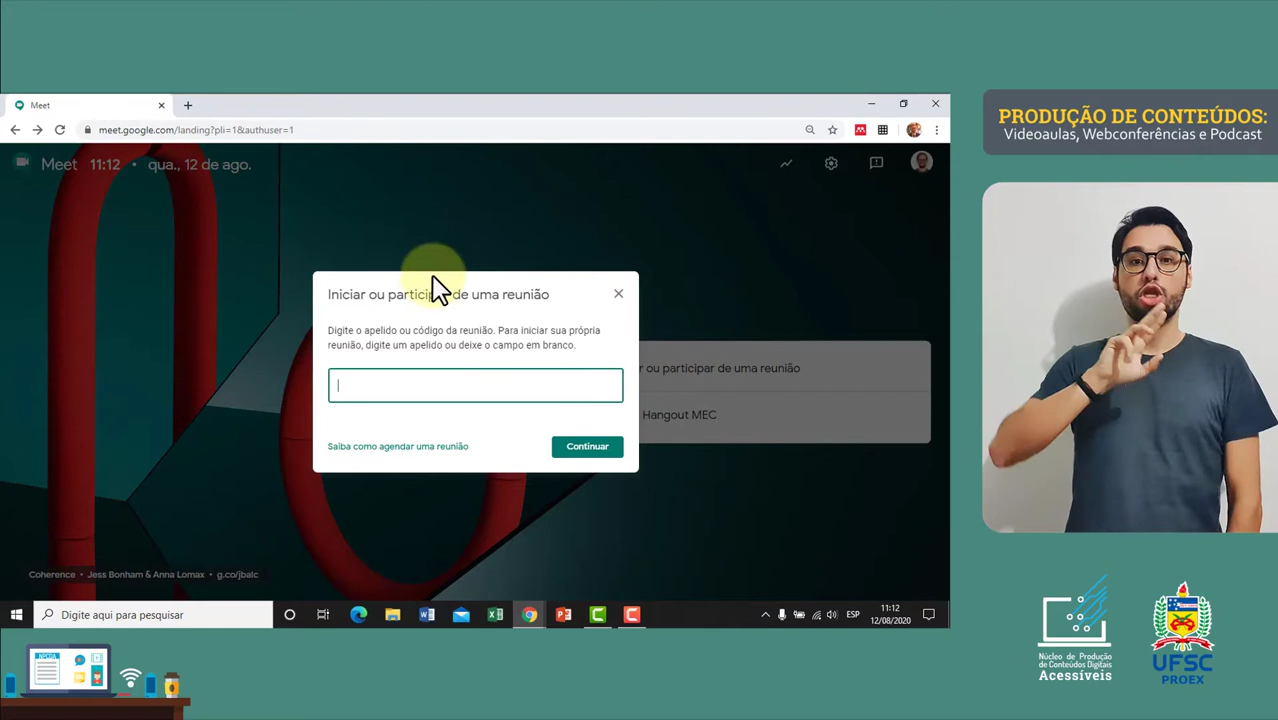 Meet
meet.google.com/landing?pli=1&authuser=1
Meet 11:12 • qua., 12 de ago.
Iniciar ou particip de uma reunião
Digite o apelido ou código da reunião. Para iniciar sua própria
reunião, digite um apelido ou deixe o campo em branco.
r ou participar de uma reunião
Hangout MEC
Saiba como agendar uma reunião
Continuar
Coherence • Jess Bonham & Anna Lomax • g.co/jbalc
Digite aqui para pesquisar
ESP
11:12
12/08/2020
PRODUÇÃO DE CONTEÚDOS:
Videoaulas, Webconferências e Podcast
NPCDA
Núcleo de Produção
de Conteúdos Digitais
Acessíveis
UFSC
PROEX